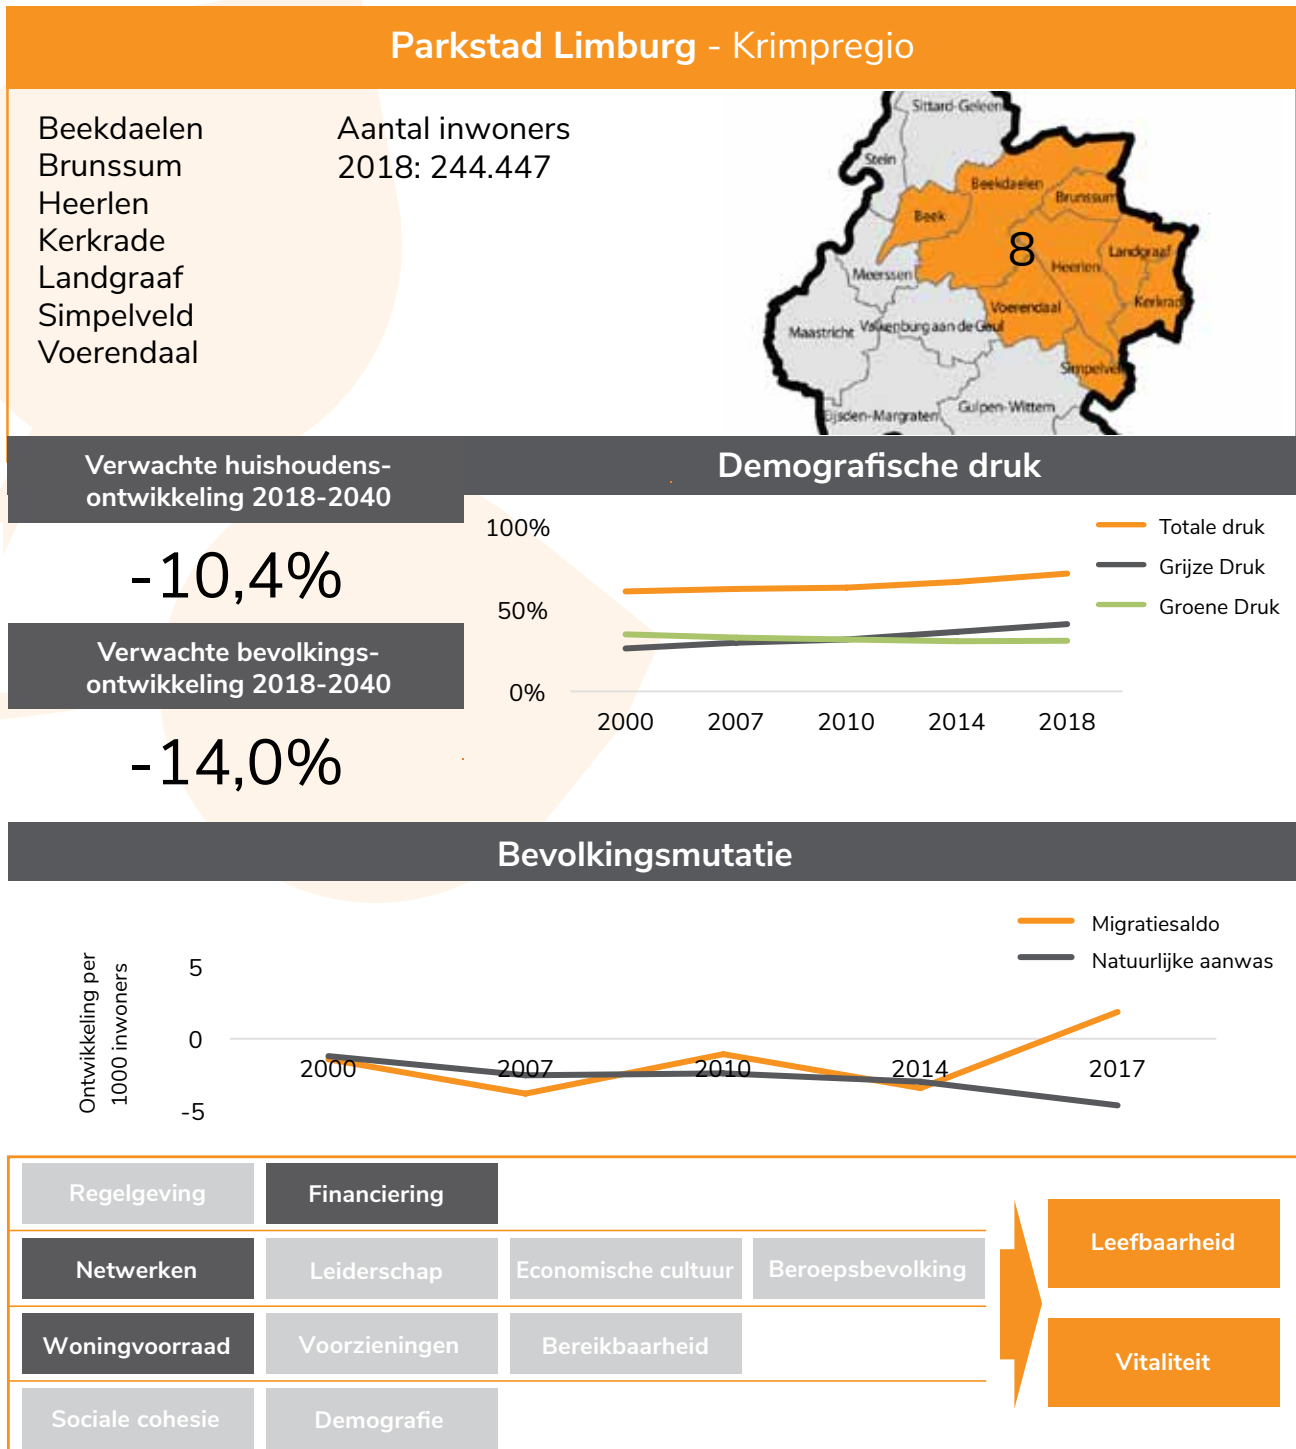 Parkstad Limburg - Krimpregio
Beekdaelen
Brunssum
Heerlen
Kerkrade
Landgraaf
Simpelveld
Voerendaal
Aantal inwoners
2018: 244.447
Sittard-Geleen
Stein
Beekdaelen
Brunssum
Beek
8
Landgraaf
Heerlen
Meerssen
Voerendaal
Kerkrad
Maastricht
Valkenburg aan de Geul
Simpelvel
Eijsden-Margraten
Gulpen-Wittem
Verwachte huishoudens-
ontwikkeling 2018-2040
-10,4%
Verwachte bevolkings-
ontwikkeling 2018-2040
-14,0%
Demografische druk
100%
50%
0%
2000 2007 2010 2014 2018
Totale druk
Grijze Druk
Groene Druk
Bevolkingsmutatie
Migratiesaldo
Natuurlijke aanwas
Ontwikkeling per
1000 inwoners
5
0
-5
2000 2007 2010 2014 2017
Regelgeving Financiering
Netwerken Leiderschap Economische cultuur Beroepsbevolking
Woningvoorraad Voorzieningen Bereikbaarheid
Sociale cohesie Demografie
Leefbaarheid
Vitaliteit